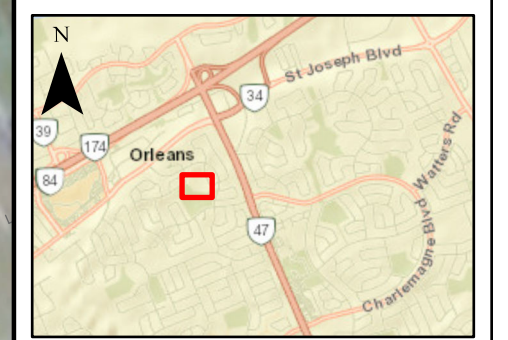 N
St Joseph Blvd
34
39
174
Orleans
84
47
Watters Rd
Charlemagne Blvd